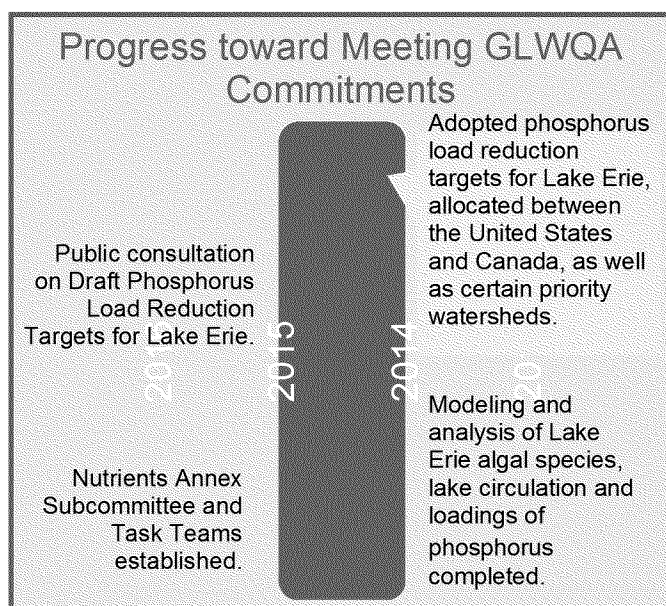 Progress toward Meeting GLWQA
Commitments
Adopted phosphorus
load reduction
targets for Lake Erie,
allocated between
the United States
and Canada, as well
as certain priority
watersheds.
Public consultation
on Draft Phosphorus
Load Reduction
Targets for Lake Erie.
2015
2014
20
Modeling and
analysis of Lake
Erie algal species,
lake circulation and
loadings of
phosphorus
completed.
Nutrients Annex
Subcommittee and
Task Teams
established.